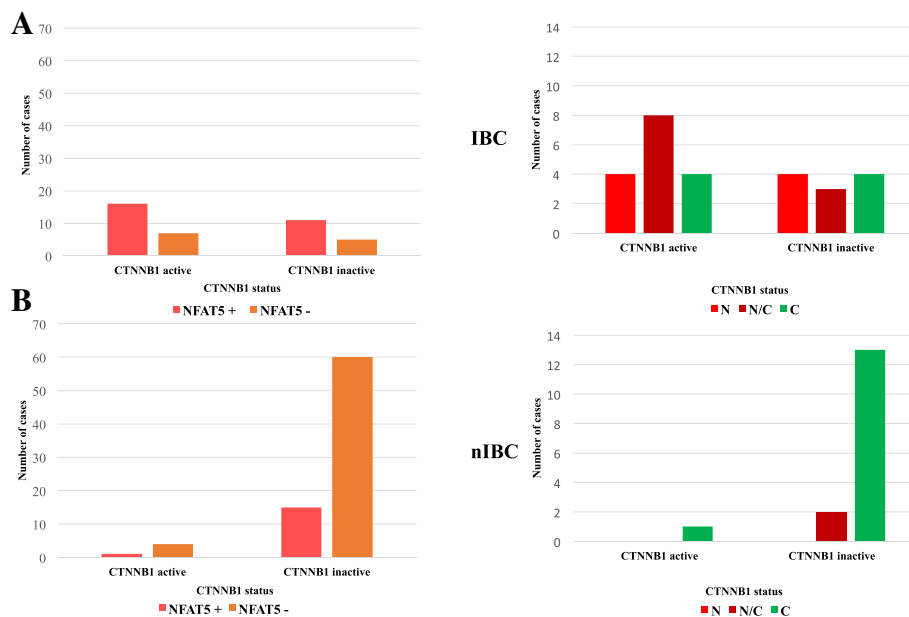 A
70
60
50
40
30
20
10
0
Number of cases
CTNNB1 active CTNNB1 inactive
CTNNB1 status
NFAT5 + NFAT5 -
IBC
14
12
10
8
6
4
2
0
Number of cases
CTNNB1 active CTNNB1 inactive
CTNNB1 status
N N/C C
B
70
60
50
40
30
20
10
0
Number of cases
CTNNB1 active CTNNB1 inactive
CTNNB1 status
NFAT5 + NFAT5 -
nIBC
14
12
10
8
6
4
2
0
Number of cases
CTNNB1 active CTNNB1 inactive
CTNNB1 status
N N/C C